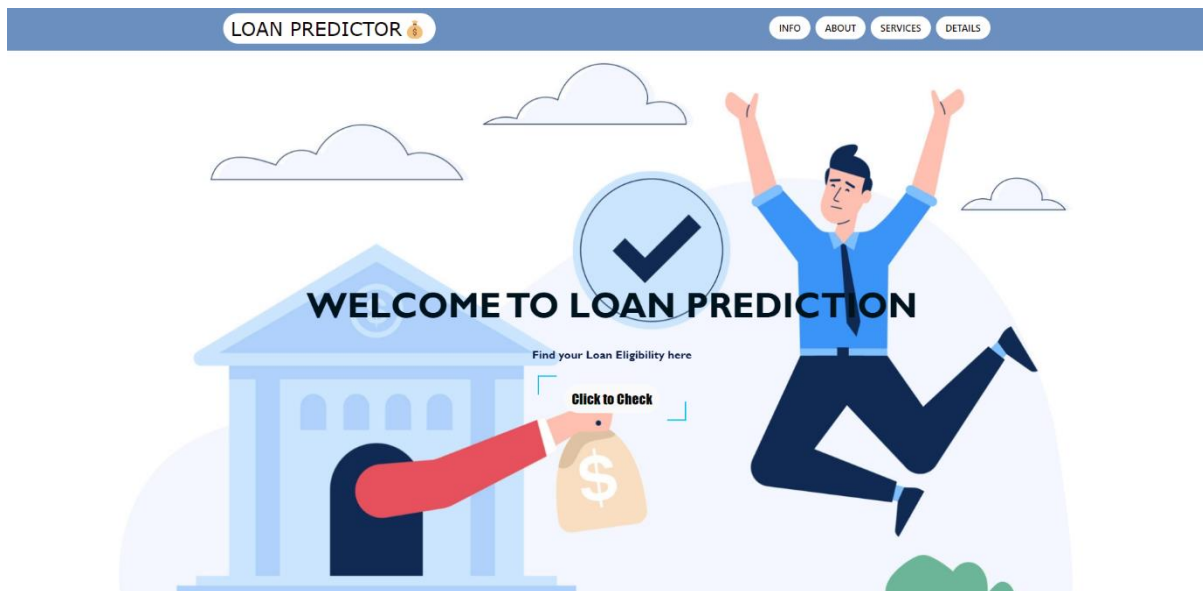 LOAN PREDICTOR💰
INFO ABOUT SERVICES DETAILS
WELCOME TO LOAN PREDICTION
Find your Loan Eligibility here
Click to Check
$
$